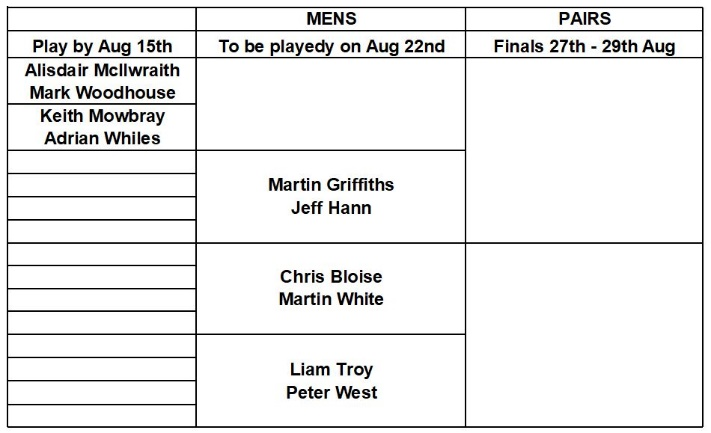 MENS PAIRS
Play by Aug 15th To be playedy on Aug 22nd Finals 27th - 29th Aug
Alisdair McIlwraith
Mark Woodhouse
Keith Mowbray
Adrian Whiles
Martin Griffiths
Jeff Hann
Chris Bloise
Martin White
Liam Troy
Peter West